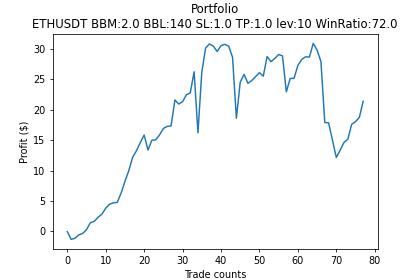 Portfolio
ETHUSDT BBM:2.0 BBL:140 SL:1.0 TP:1.0 lev:10 WinRatio:72.0
30
25
20
15
10
5
0
Profit ($)
0 10 20 30 40 50 60 70 80
Trade counts